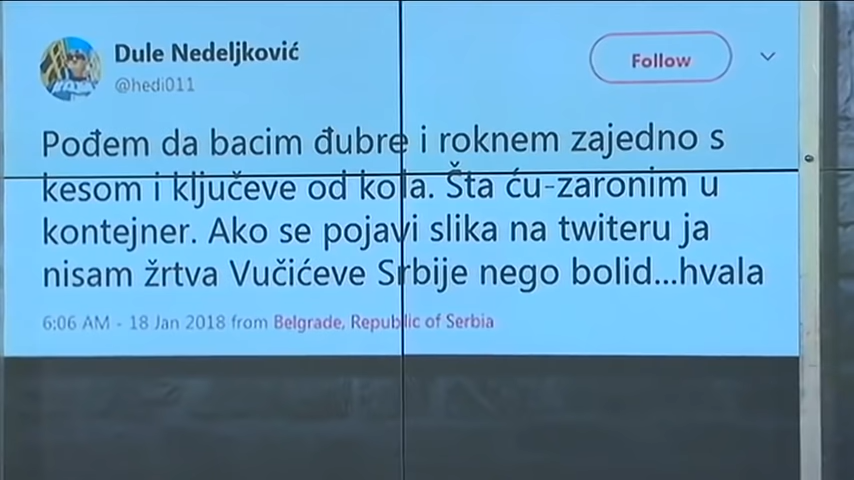 Dule Nedeljković
@hedi011
Follow
Pođem da bacim đubre i roknem zajedno s
kesom i ključeve od kola. Šta ću-zaronim u
kontejner. Ako se pojavi slika na twiteru ja
nisam žrtva Vučićeve Srbije nego bolid...hvala
6:06 AM - 18 Jan 2018 from Belgrade, Republic of Serbia